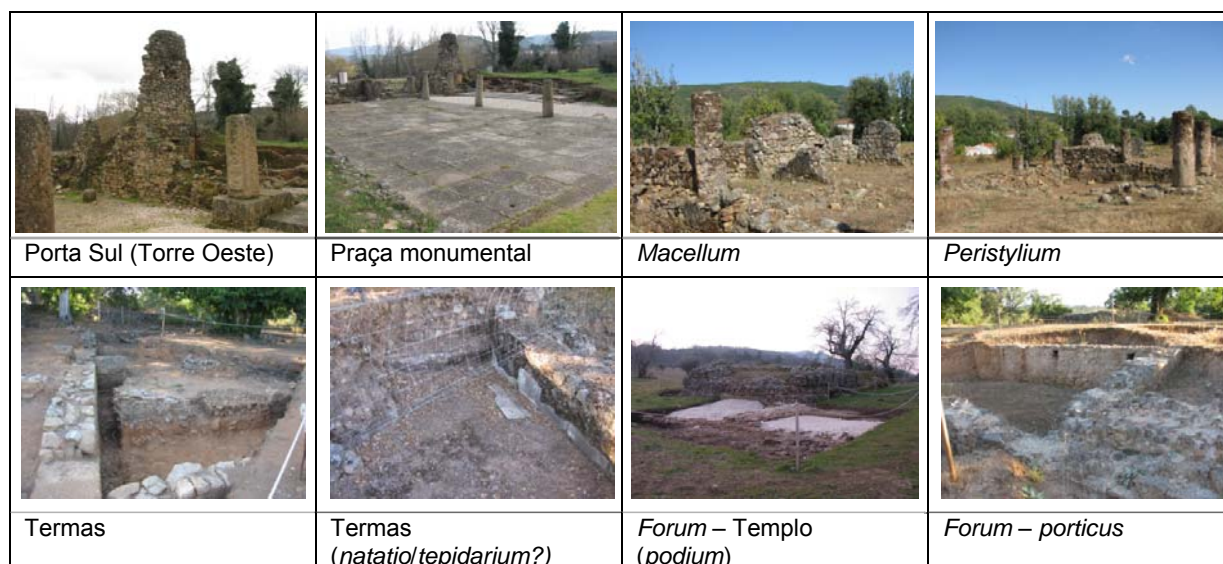 Porta Sul (Torre Oeste)
Praça monumental
Macellum
Peristylium
Termas
Termas
(natatio/tepidarium?)
Forum – Templo
(podium)
Forum – porticus